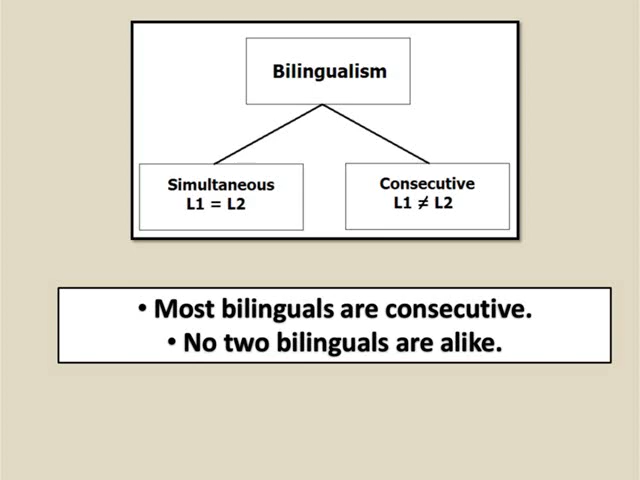 Bilingualism
Simultaneous
L1 = L2
Consecutive
L1 ≠ L2
• Most bilinguals are consecutive.
• No two bilinguals are alike.